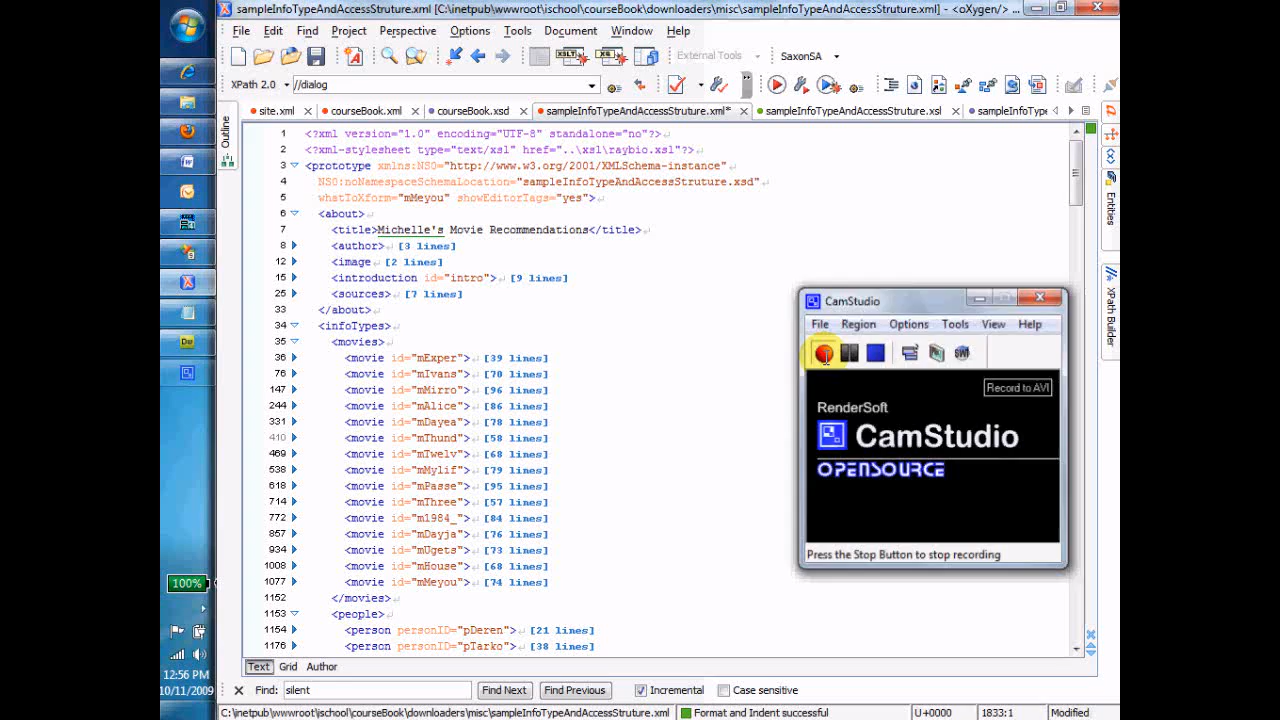 sampleInfoTypeAndAccessStruture.xml [C:\inetpub\wwwroot\ischool\courseBook\downloaders\misc\sampleInfoTypeAndAccessStruture.xml] - <oXygen/> ...
File Edit Find Project Perspective Options Tools Document Window Help
External Tools SaxonSA
XPath 2.0 //dialog
site.xml courseBook.xml courseBook.xsd sampleInfoTypeAndAccessStruture.xml* sampleInfoTypeAndAccessStruture.xsl sampleInfoType
Outline
Entities
XPath Builder
1 <?xml version="1.0" encoding="UTF-8" standalone="no"?>
2 <?xml-stylesheet type="text/xsl" href="..\xsl\raybio.xsl"?>
3 <prototype xmlns:NS0="http://www.w3.org/2001/XMLSchema-instance"
4 NS0:noNamespaceSchemaLocation="sampleInfoTypeAndAccessStruture.xsd"
5 whatToXform="mMeyou" showEditorTags="yes">
6 <about>
7 <title>Michelle's Movie Recommendations</title>
8 <author> [3 lines]
12 <image [2 lines]
15 <introduction id="intro"> [9 lines]
25 <sources> [7 lines]
33 </about>
34 <infoTypes>
35 <movies>
36 <movie id="mExper"> [39 lines]
76 <movie id="mIvans"> [70 lines]
147 <movie id="mMirro"> [96 lines]
244 <movie id="mAlice"> [86 lines]
331 <movie id="mDayea"> [78 lines]
410 <movie id="mThund"> [58 lines]
469 <movie id="mTwelv"> [68 lines]
538 <movie id="mMylif"> [79 lines]
618 <movie id="mPasse"> [95 lines]
714 <movie id="mThree"> [57 lines]
772 <movie id="m1984_"> [84 lines]
857 <movie id="mDayja"> [76 lines]
934 <movie id="mUgets"> [73 lines]
1008 <movie id="mHouse"> [68 lines]
1077 <movie id="mMeyou"> [74 lines]
1152 </movies>
1153 <people>
1154 <person personID="pDeren"> [21 lines]
1176 <person personID="pTarko"> [38 lines]
CamStudio
File Region Options Tools View Help
Record to AVI
RenderSoft
CamStudio
OPENSOURCE
Press the Stop Button to stop recording
100%
12:56 PM
10/11/2009
Text Grid Author
Find: silent Find Next Find Previous Incremental Case sensitive
C:\inetpub\wwwroot\ischool\courseBook\downloaders\misc\sampleInfoTypeAndAccessStruture.xml Format and Indent successful U+0000 1833:1 Modified